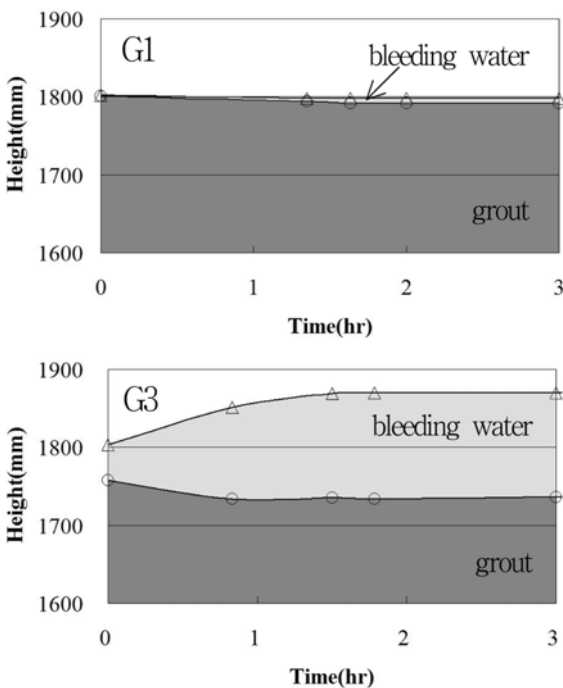 1900
G1
bleeding water
1800
Height(mm)
1700
grout
1600
0 1 2 3
Time(hr)
1900
G3
bleeding water
1800
Height(mm)
1700
grout
1600
0 1 2 3
Time(hr)